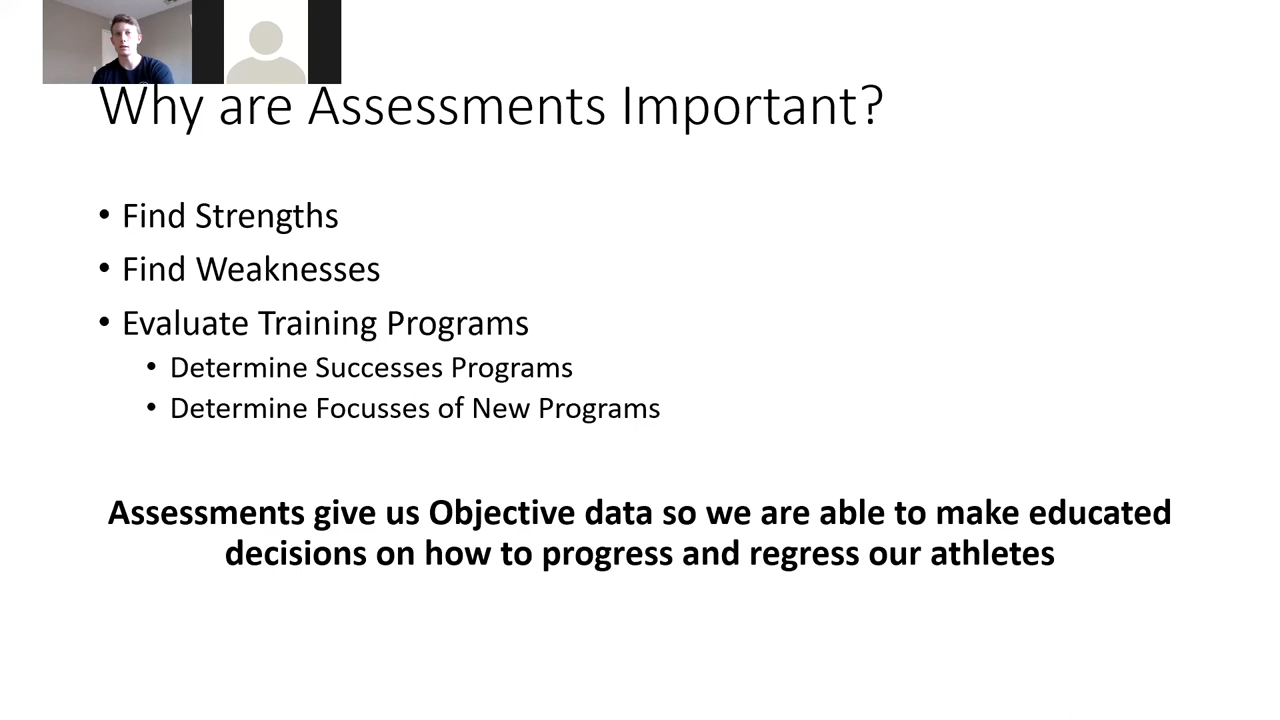 Why are Assessments Important?
• Find Strengths
• Find Weaknesses
• Evaluate Training Programs
• Determine Successes Programs
• Determine Focusses of New Programs
Assessments give us Objective data so we are able to make educated
decisions on how to progress and regress our athletes